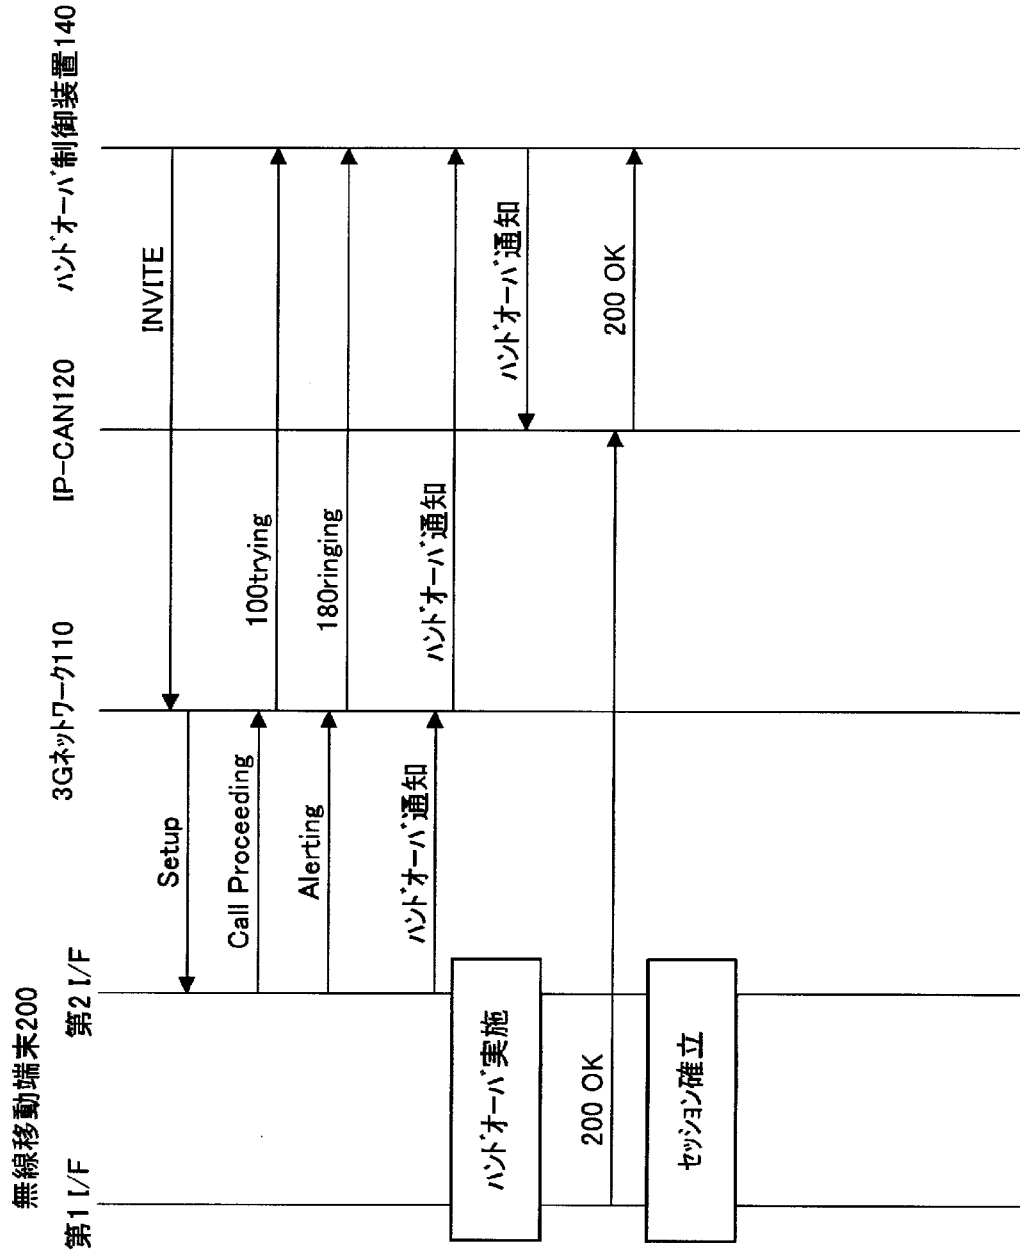 無線移動端末200
第1 I/F
第2 I/F
3Gネットワーク110
IP-CAN120
ハンドオーバ制御装置140
INVITE
Setup
Call Proceeding
100trying
Alerting
180ringing
ハンドオーバ通知
ハンドオーバ通知
ハンドオーバ実施
ハンドオーバ通知
200 OK
200 OK
セッション確立